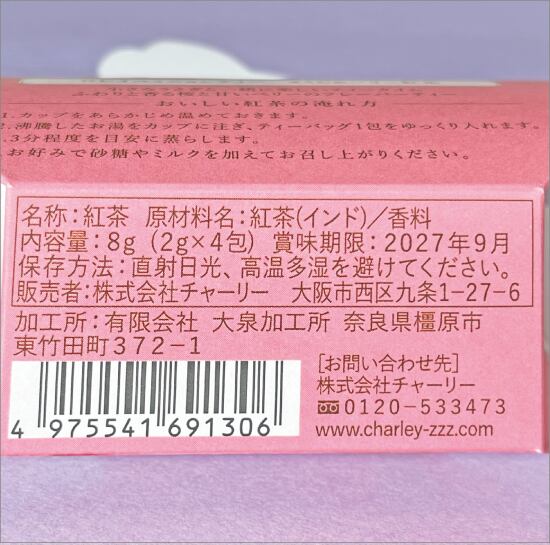 おいしい紅茶の淹れ方
1.カップをあらかじめ温めておきます。
2.沸騰したお湯をカップに注ぎ、ティーバッグ1包をゆっくり入れます。
3分程度を目安に蒸らします。
お好みで砂糖やミルクを加えてお召し上がりください。
名称：紅茶 原材料名：紅茶(インド)／香料
内容量：8g（2g×4包）賞味期限：2027年9月
保存方法：直射日光、高温多湿を避けてください。
販売者：株式会社チャーリー 大阪市西区九条1-27-6
加工所：有限会社 大泉加工所 奈良県橿原市
東竹田町372-1
[お問い合わせ先]
株式会社チャーリー
0120-533473
www.charley-zzz.com
4 975541 691306